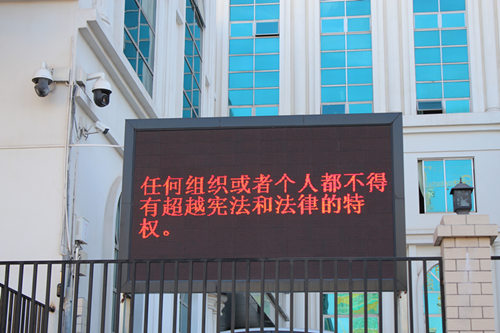 任何组织或者个人都不得
有超越宪法和法律的特
权。